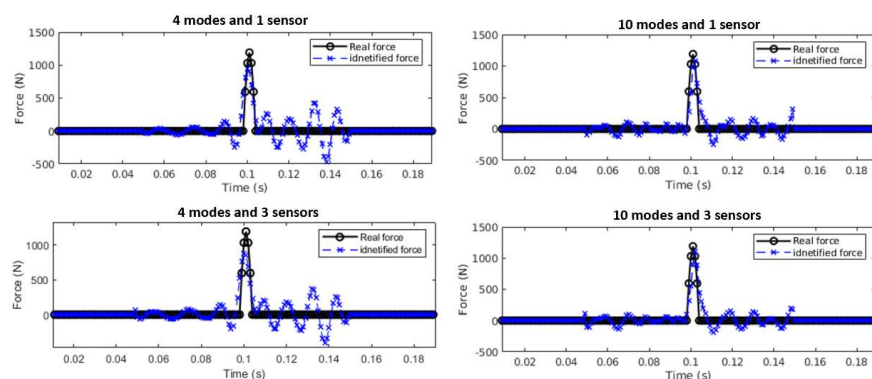 4 modes and 1 sensor
1500
1000
500
0
-500
Force (N)
Real force
idnetified force
0.02 0.04 0.06 0.08 0.1 0.12 0.14 0.16 0.18
Time (s)
10 modes and 1 sensor
1500
1000
500
0
-500
Force (N)
Real force
idnetified force
0.02 0.04 0.06 0.08 0.1 0.12 0.14 0.16 0.18
Time (s)
4 modes and 3 sensors
1000
500
0
Force (N)
Real force
idnetified force
0.02 0.04 0.06 0.08 0.1 0.12 0.14 0.16 0.18
Time (s)
10 modes and 3 sensors
1500
1000
500
0
-500
Force (N)
Real force
idnetified force
0.02 0.04 0.06 0.08 0.1 0.12 0.14 0.16 0.18
Time (s)